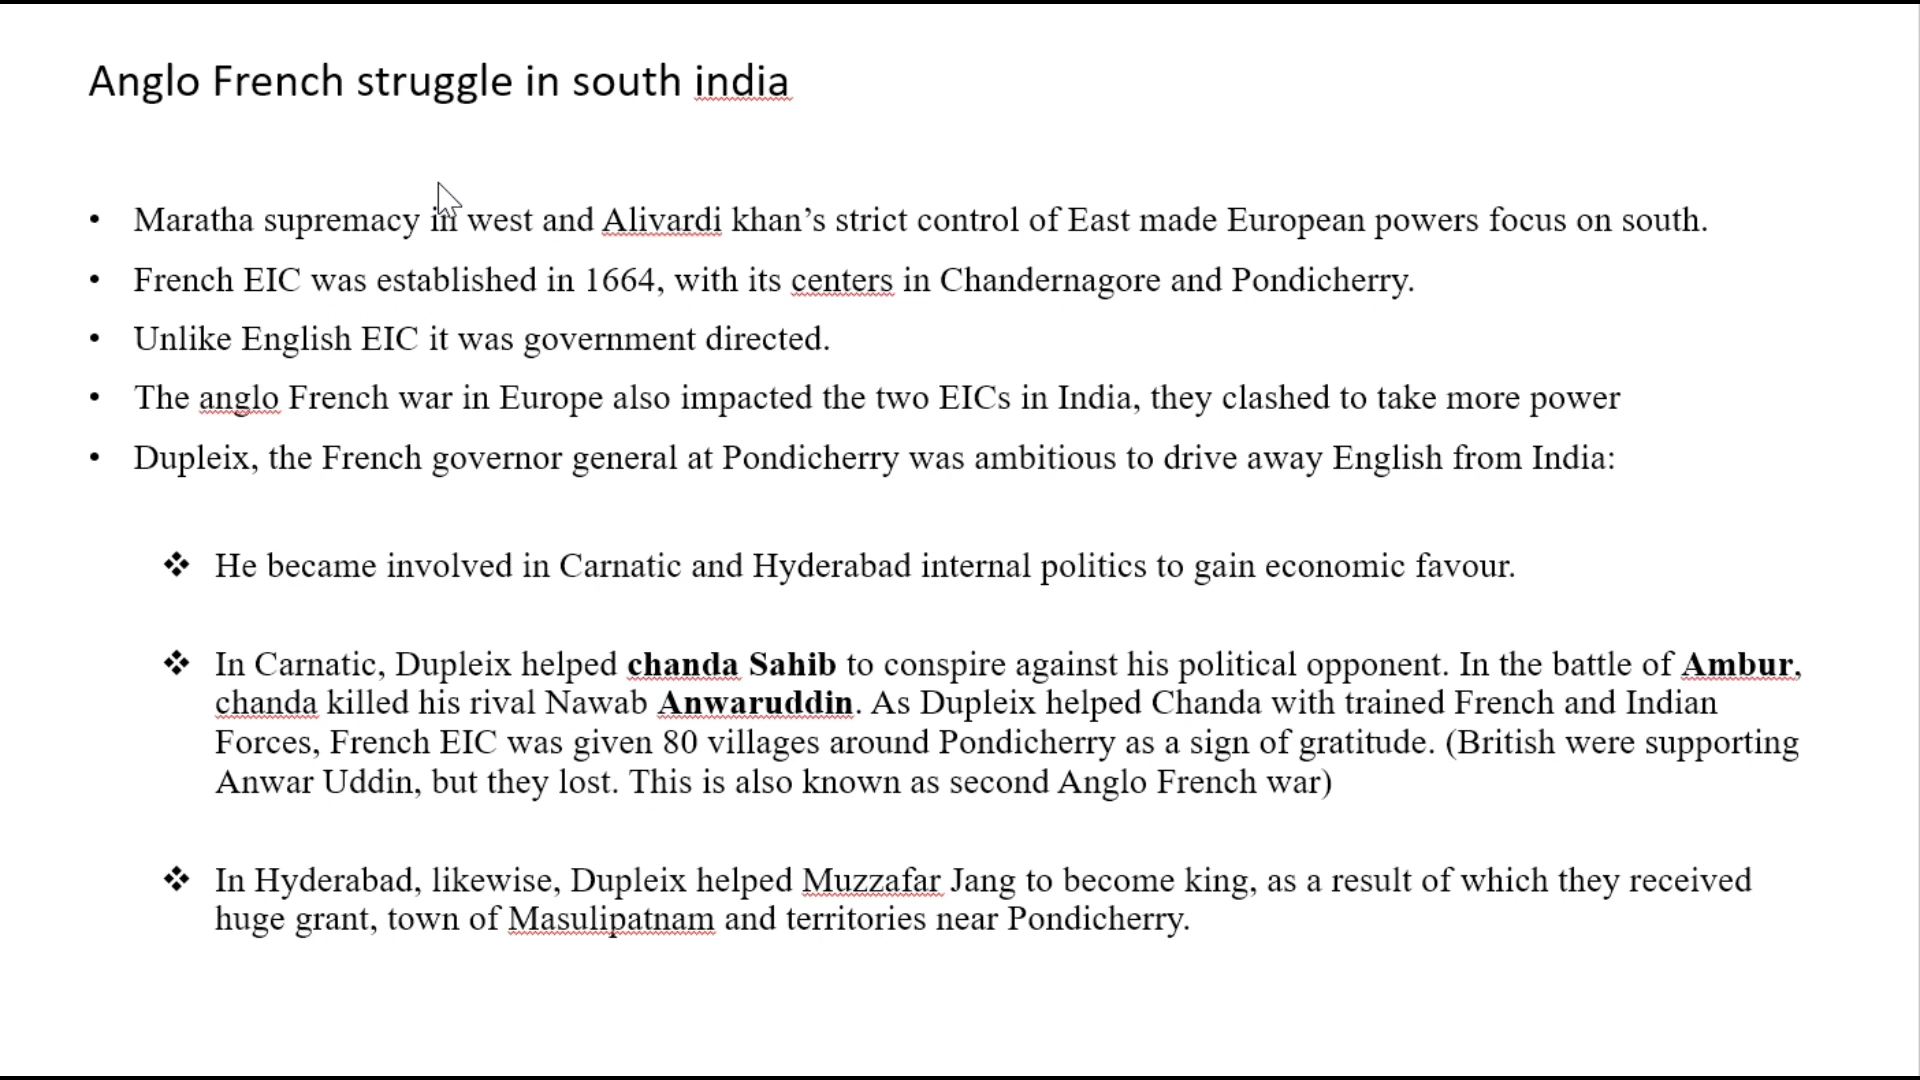 Anglo French struggle in south india
• Maratha supremacy in west and Alivardi khan’s strict control of East made European powers focus on south.
• French EIC was established in 1664, with its centers in Chandernagore and Pondicherry.
• Unlike English EIC it was government directed.
• The anglo French war in Europe also impacted the two EICs in India, they clashed to take more power
• Dupleix, the French governor general at Pondicherry was ambitious to drive away English from India:
❖ He became involved in Carnatic and Hyderabad internal politics to gain economic favour.
❖ In Carnatic, Dupleix helped chanda Sahib to conspire against his political opponent. In the battle of Ambur,
chanda killed his rival Nawab Anwaruddin. As Dupleix helped Chanda with trained French and Indian
Forces, French EIC was given 80 villages around Pondicherry as a sign of gratitude. (British were supporting
Anwar Uddin, but they lost. This is also known as second Anglo French war)
❖ In Hyderabad, likewise, Dupleix helped Muzzafar Jang to become king, as a result of which they received
huge grant, town of Masulipatnam and territories near Pondicherry.